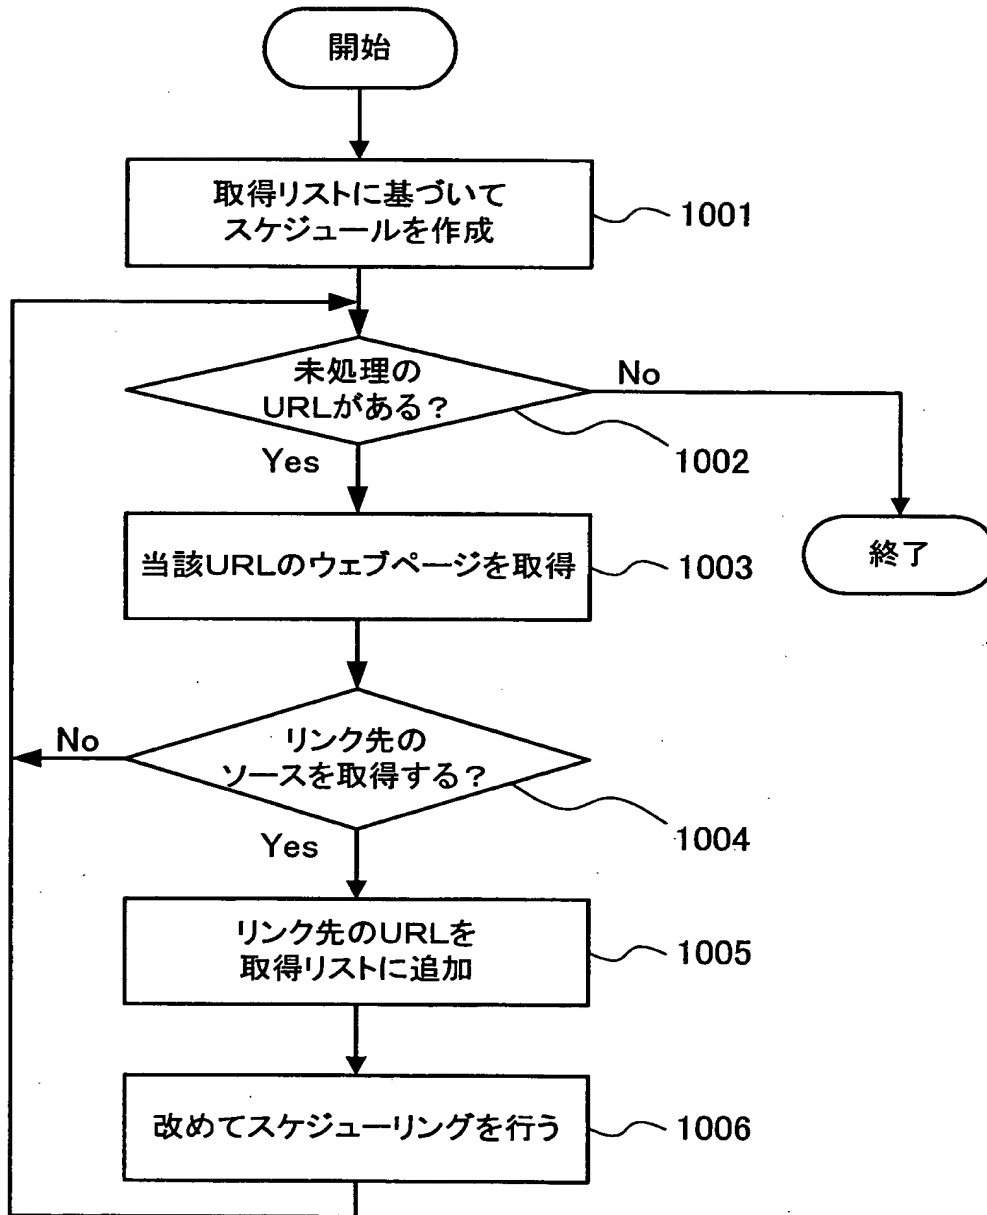 開始
取得リストに基づいて
スケジュールを作成
1001
未処理の
URLがある?
No
1002
Yes
当該URLのウェブページを取得
1003
終了
リンク先の
ソースを取得する?
No
1004
Yes
リンク先のURLを
取得リストに追加
1005
改めてスケジューリングを行う
1006